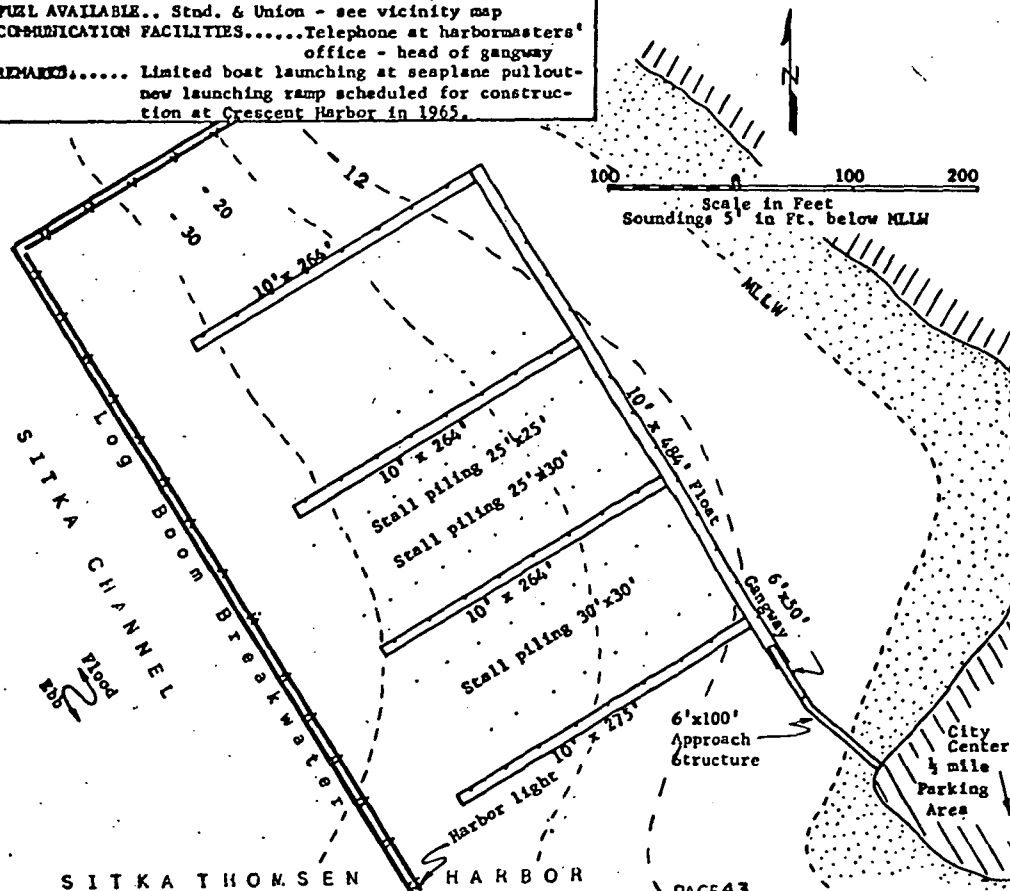 FUEL AVAILABLE.. Stnd. & Union - see vicinity map
COMMUNICATION FACILITIES......Telephone at harbormasters'
office - head of gangway
REMARKS...... Limited boat launching at seaplane pullout-
new launching ramp scheduled for construc-
tion at Crescent Harbor in 1965.
N
100 0 100 200
Scale in Feet
Soundings 5' in Ft. below MLLW
12
20
30
MLLW
10' x 264'
10' x 264'
Stall piling 25'x25'
Stall piling 25'x30'
10' x 484' Float
10' x 264'
Stall piling 30'x30'
6'x50'
Gangway
10' x 275'
6'x100'
Approach
Structure
City
Center
½ mile
Parking
Area
Log Boom Breakwater
SITKA CHANNEL
Flood
Ebb
Harbor light
SITKA THOMSEN HARBOR
PAGE 43